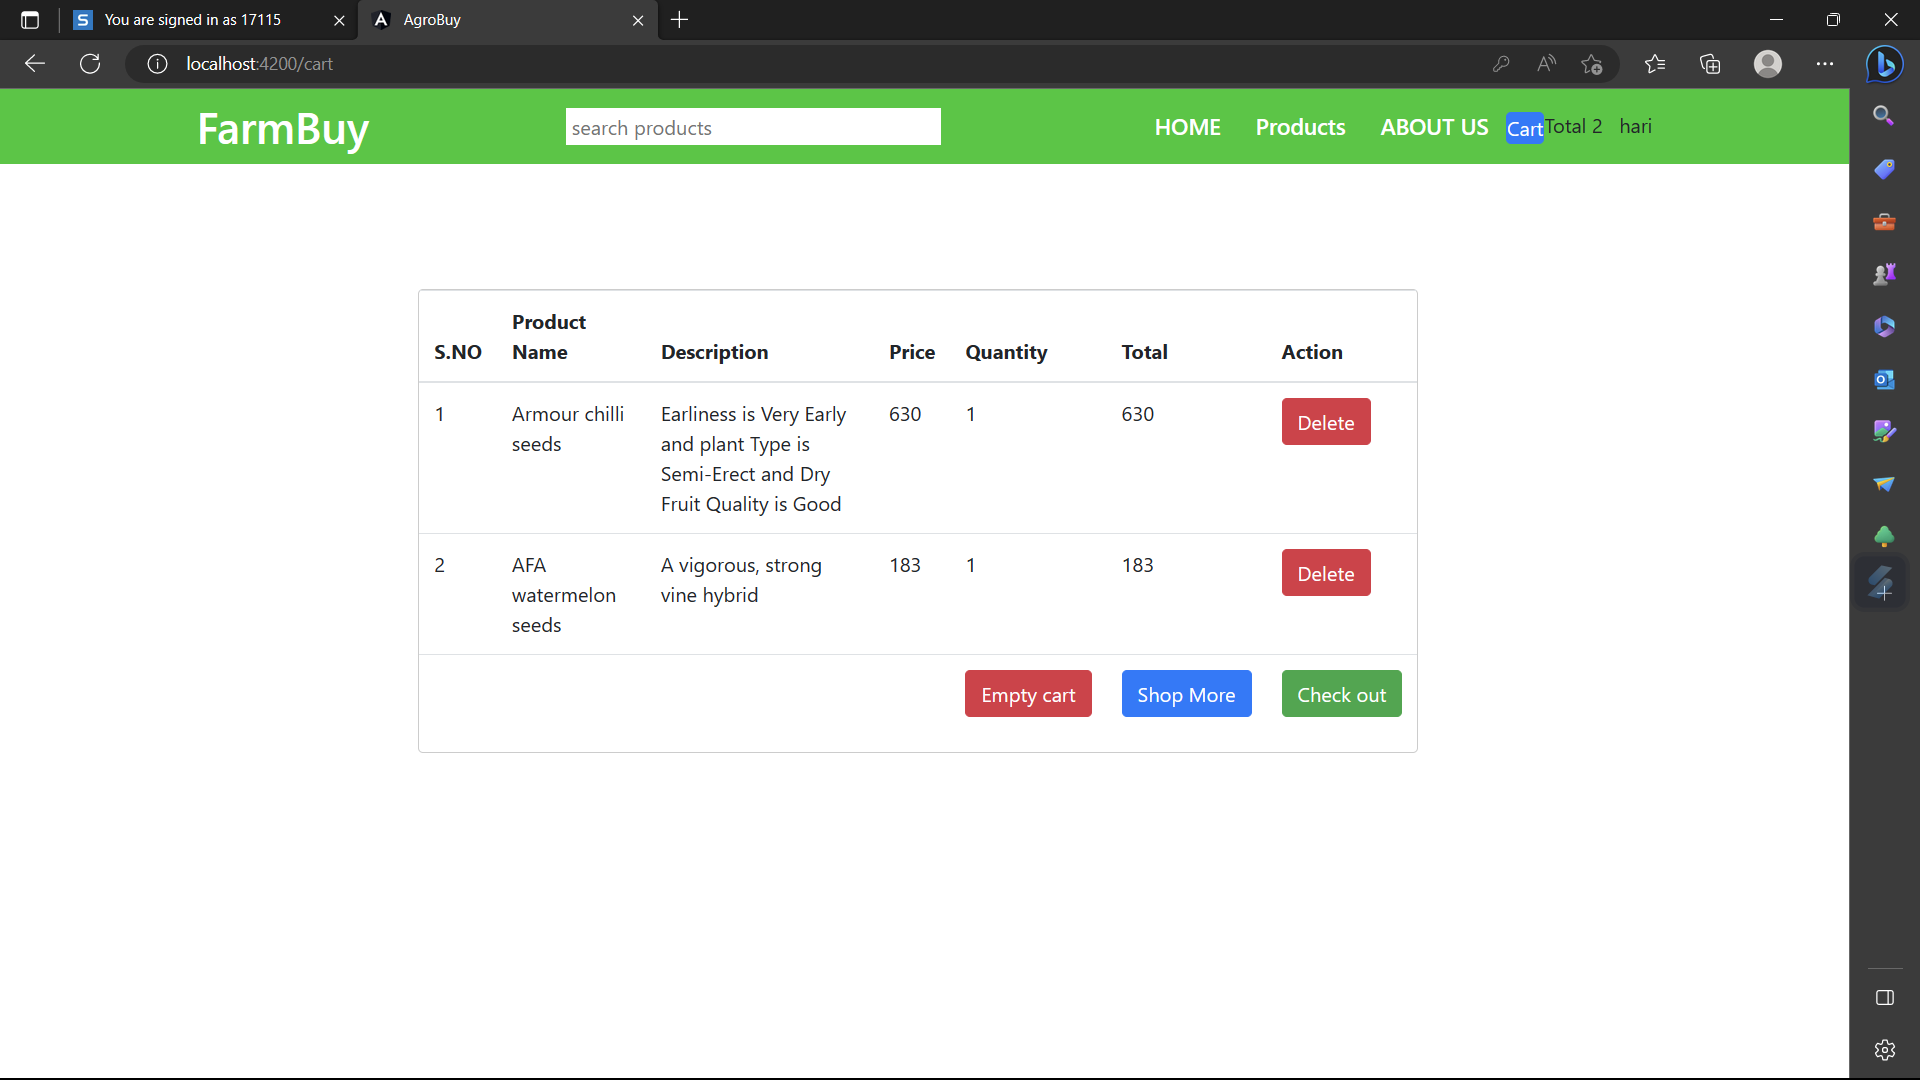 You are signed in as 17115
AgroBuy
localhost:4200/cart
FarmBuy
search products
HOME Products ABOUT US Cart Total 2 hari
S.NO Product Name Description Price Quantity Total Action
1 Armour chilli seeds Earliness is Very Early and plant Type is Semi-Erect and Dry Fruit Quality is Good 630 1 630 Delete
2 AFA watermelon seeds A vigorous, strong vine hybrid 183 1 183 Delete
Empty cart Shop More Check out